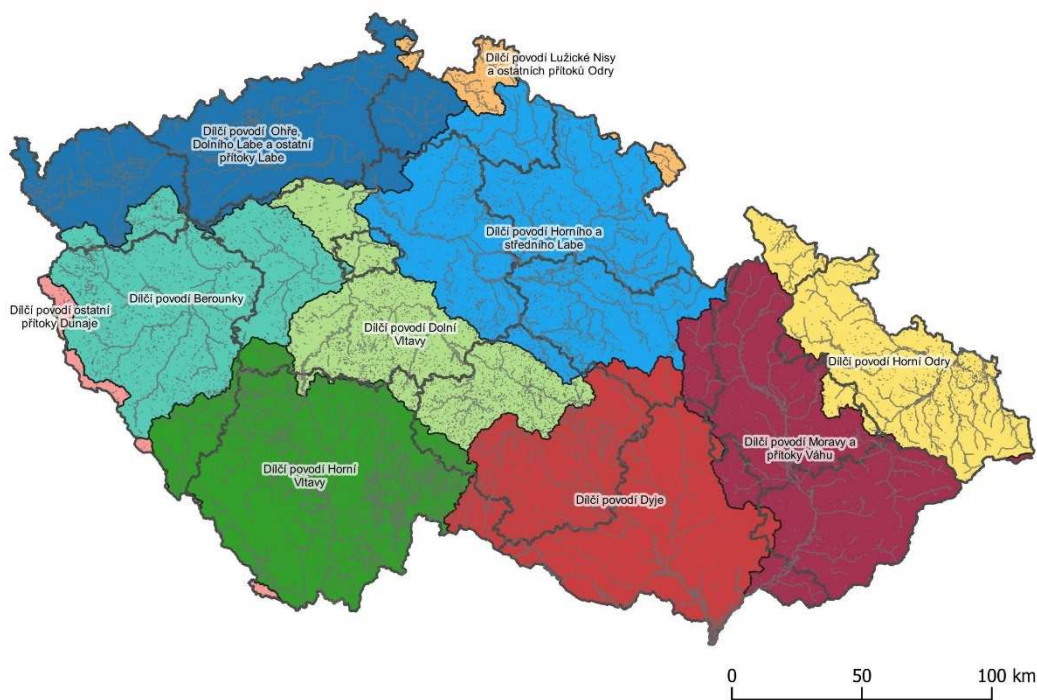 Dílčí povodí Lužické Nisy
a ostatních přítoků Odry
Dílčí povodí Ohře,
Dolního Labe a ostatní
přítoky Labe
Dílčí povodí Horního a
středního Labe
Dílčí povodí ostatní
přítoky Dunaje
Dílčí povodí Berounky
Dílčí povodí Dolní
Vltavy
Dílčí povodí Horní Odry
Dílčí povodí Moravy a
přítoky Váhu
Dílčí povodí Horní
Vltavy
Dílčí povodí Dyje
0 50 100 km